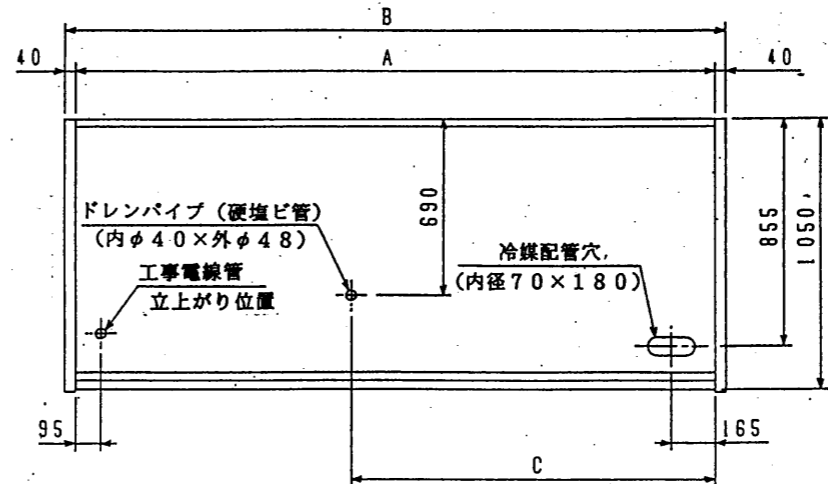 B
40
A
40
690
855
1050
ドレンパイプ（硬塩ビ管）
（内φ40×外φ48）
冷媒配管穴
（内径70×180）
工事電線管
立上がり位置
95
165
C